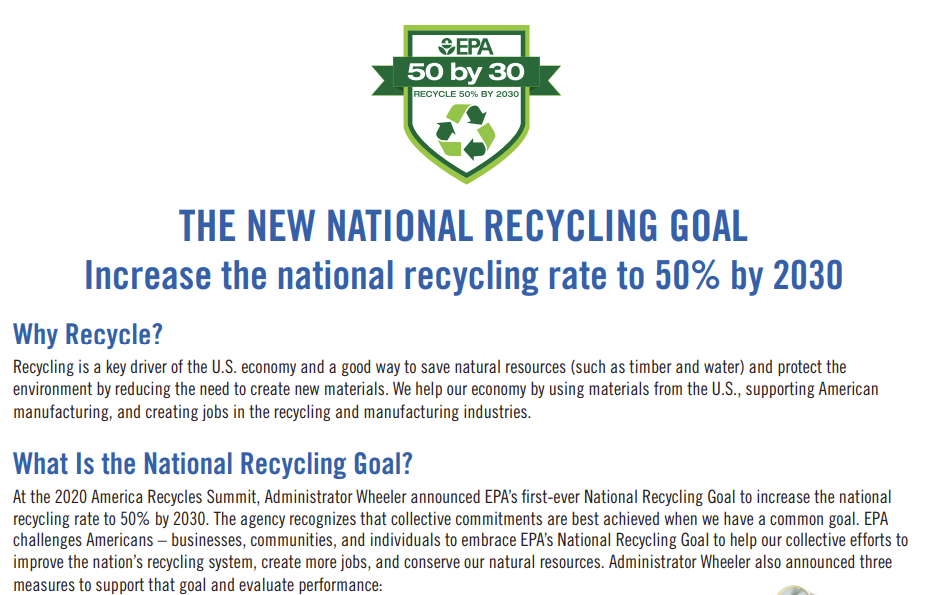 EPA
50 by 30
RECYCLE 50% BY 2030
THE NEW NATIONAL RECYCLING GOAL
Increase the national recycling rate to 50% by 2030
Why Recycle?
Recycling is a key driver of the U.S. economy and a good way to save natural resources (such as timber and water) and protect the
environment by reducing the need to create new materials. We help our economy by using materials from the U.S., supporting American
manufacturing, and creating jobs in the recycling and manufacturing industries.
What Is the National Recycling Goal?
At the 2020 America Recycles Summit, Administrator Wheeler announced EPA’s first-ever National Recycling Goal to increase the national
recycling rate to 50% by 2030. The agency recognizes that collective commitments are best achieved when we have a common goal. EPA
challenges Americans – businesses, communities, and individuals to embrace EPA’s National Recycling Goal to help our collective efforts to
improve the nation’s recycling system, create more jobs, and conserve our natural resources. Administrator Wheeler also announced three
measures to support that goal and evaluate performance: